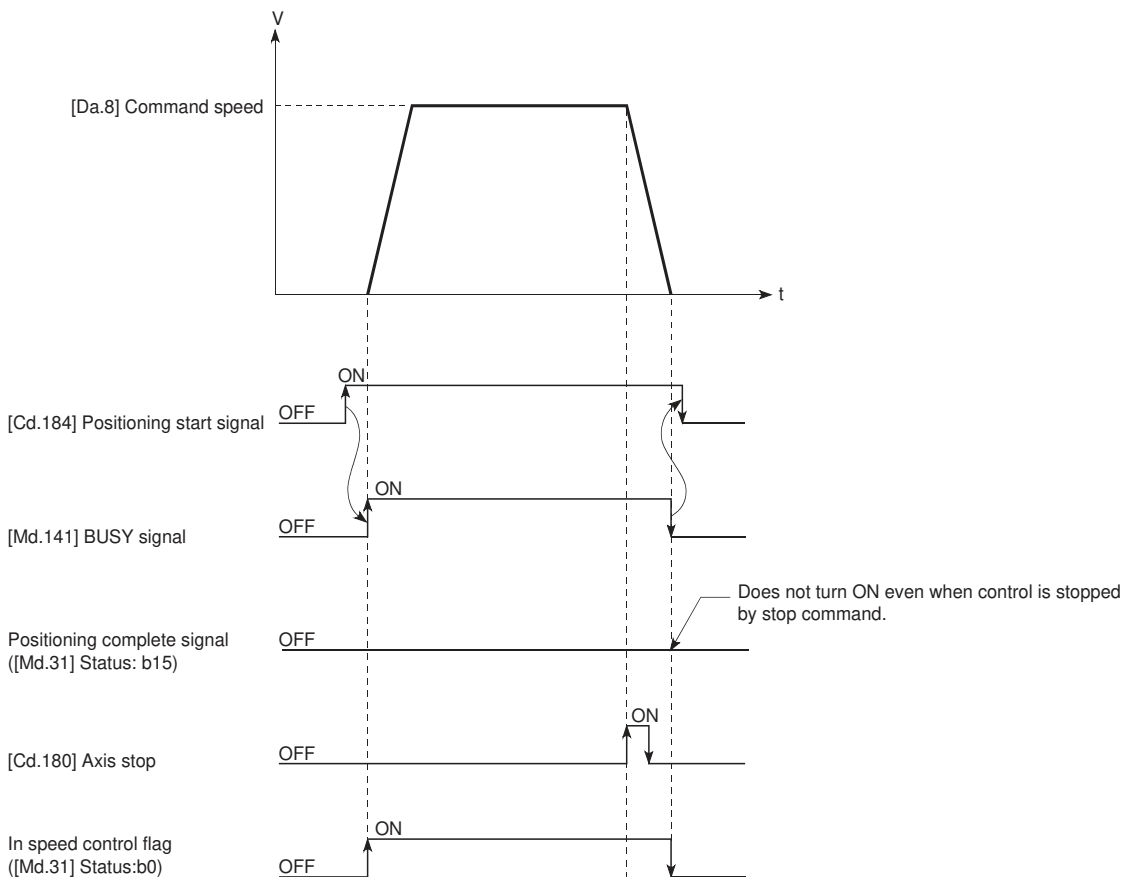 V
[Da.8] Command speed
t
ON
[Cd.184] Positioning start signal
OFF
ON
[Md.141] BUSY signal
OFF
Does not turn ON even when control is stopped
by stop command.
Positioning complete signal
([Md.31] Status: b15)
OFF
ON
[Cd.180] Axis stop
OFF
ON
In speed control flag
([Md.31] Status:b0)
OFF